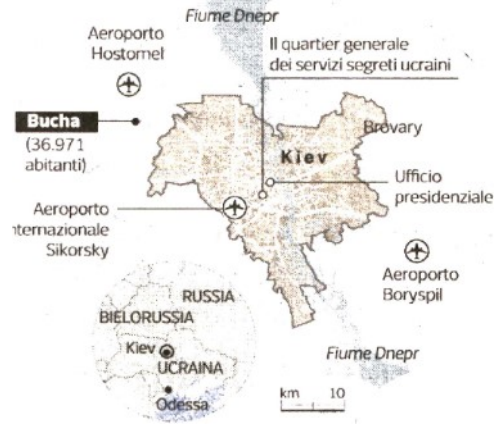 Fiume Dnepr
Aeroporto
Hostomel
Il quartier generale
dei servizi segreti ucraini
Bucha
(36.971
abitanti)
Brovary
Kiev
Ufficio
presidenziale
Aeroporto
nternazionale
Sikorsky
Aeroporto
Boryspil
RUSSIA
BIELORUSSIA
Kiev
UCRAINA
Odessa
Fiume Dnepr
km 10